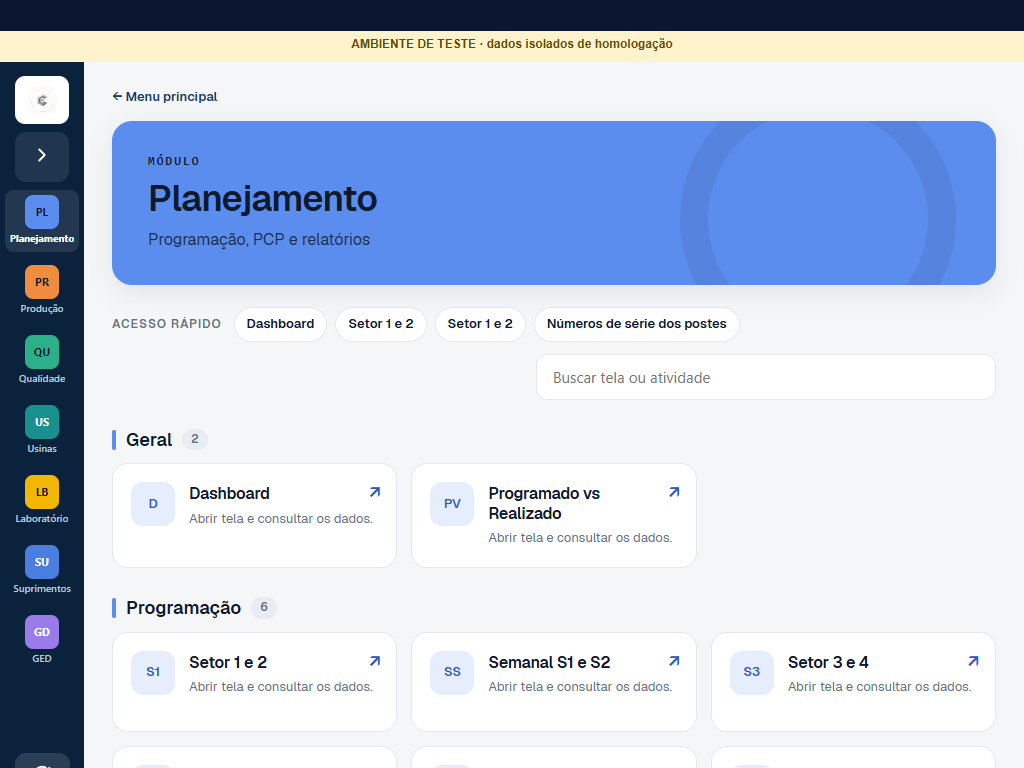 AMBIENTE DE TESTE · dados isolados de homologação
← Menu principal
MÓDULO
Planejamento
Programação, PCP e relatórios
PL
Planejamento
PR
Produção
QU
Qualidade
US
Usinas
LB
Laboratório
SU
Suprimentos
GD
GED
ACESSO RÁPIDO
Dashboard
Setor 1 e 2
Setor 1 e 2
Números de série dos postes
Buscar tela ou atividade
Geral 2
D
Dashboard
Abrir tela e consultar os dados.
PV
Programado vs
Realizado
Abrir tela e consultar os dados.
Programação 6
S1
Setor 1 e 2
Abrir tela e consultar os dados.
SS
Semanal S1 e S2
Abrir tela e consultar os dados.
S3
Setor 3 e 4
Abrir tela e consultar os dados.